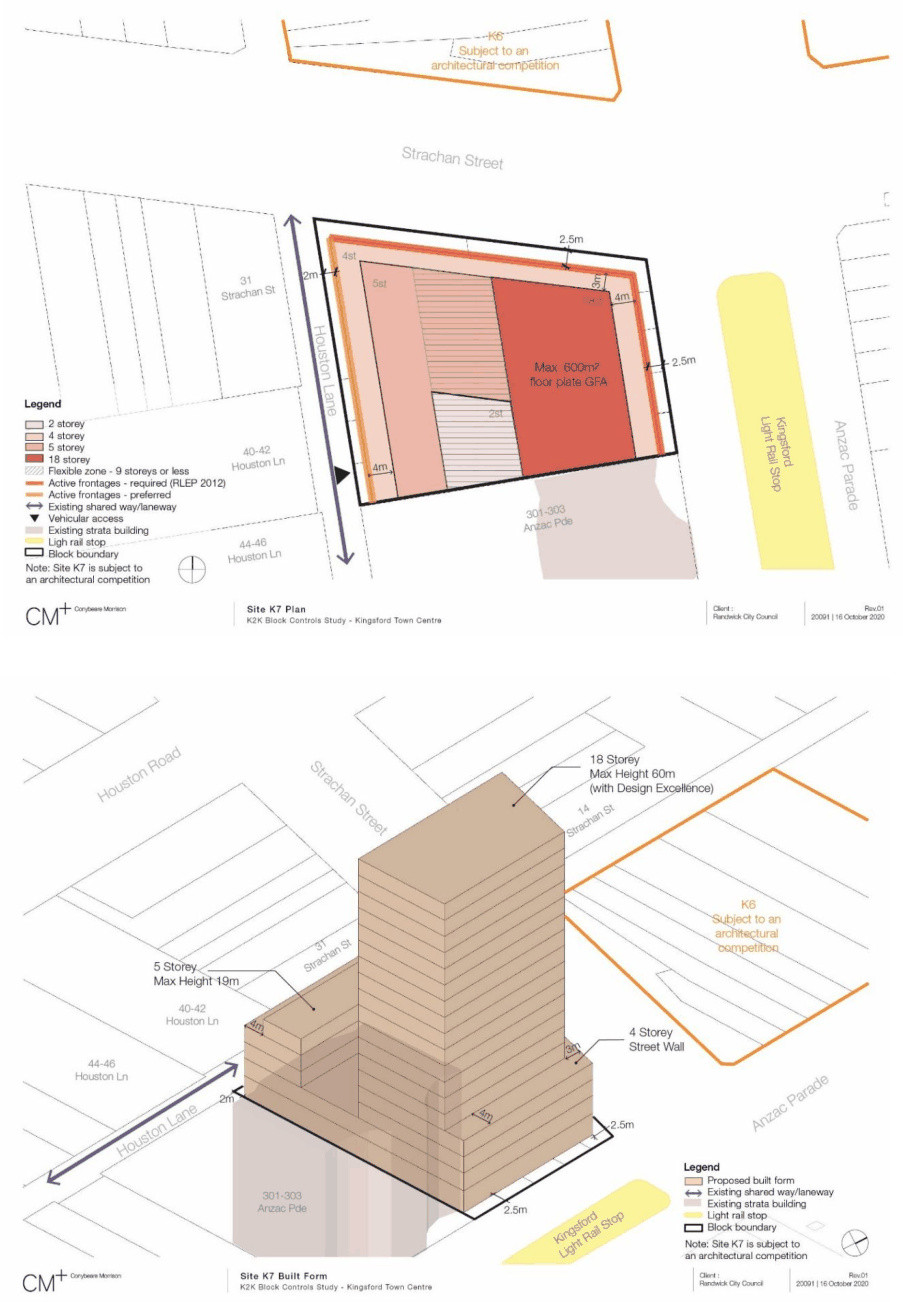 K6
Subject to an
architectural competition
Strachan Street
2.5m
4st
2m
3m
31
Strachan St
5st
4m
Houston Lane
Max 600m²
floor plate GFA
2.5m
2st
Kingsford
Light Rail Stop
Anzac Parade
40-42
Houston Ln
4m
301-303
Anzac Pde
44-46
Houston Ln
Legend
2 storey
4 storey
5 storey
18 storey
Flexible zone - 9 storeys or less
Active frontages - required (RLEP 2012)
Active frontages - preferred
Existing shared way/laneway
Vehicular access
Existing strata building
Ligh rail stop
Block boundary
Note: Site K7 is subject to
an architectural competition
CM+ Conybeare Morrison
Site K7 Plan
K2K Block Controls Study - Kingsford Town Centre
Client :
Randwick City Council
Rev.01
20091 | 16 October 2020
Houston Road
Strachan Street
18 Storey
Max Height 60m
(with Design Excellence)
14
Strachan St
K6
Subject to an
architectural
competition
31
Strachan St
5 Storey
Max Height 19m
40-42
Houston Ln
4m
4 Storey
Street Wall
3m
44-46
Houston Ln
2m
Houston Lane
4m
2.5m
Anzac Parade
2.5m
301-303
Anzac Pde
Kingsford
Light Rail Stop
Legend
Proposed built form
Existing shared way/laneway
Existing strata building
Light rail stop
Block boundary
Note: Site K7 is subject to
an architectural competition
CM+ Conybeare Morrison
Site K7 Built Form
K2K Block Controls Study - Kingsford Town Centre
Client :
Randwick City Council
Rev.01
20091 | 16 October 2020